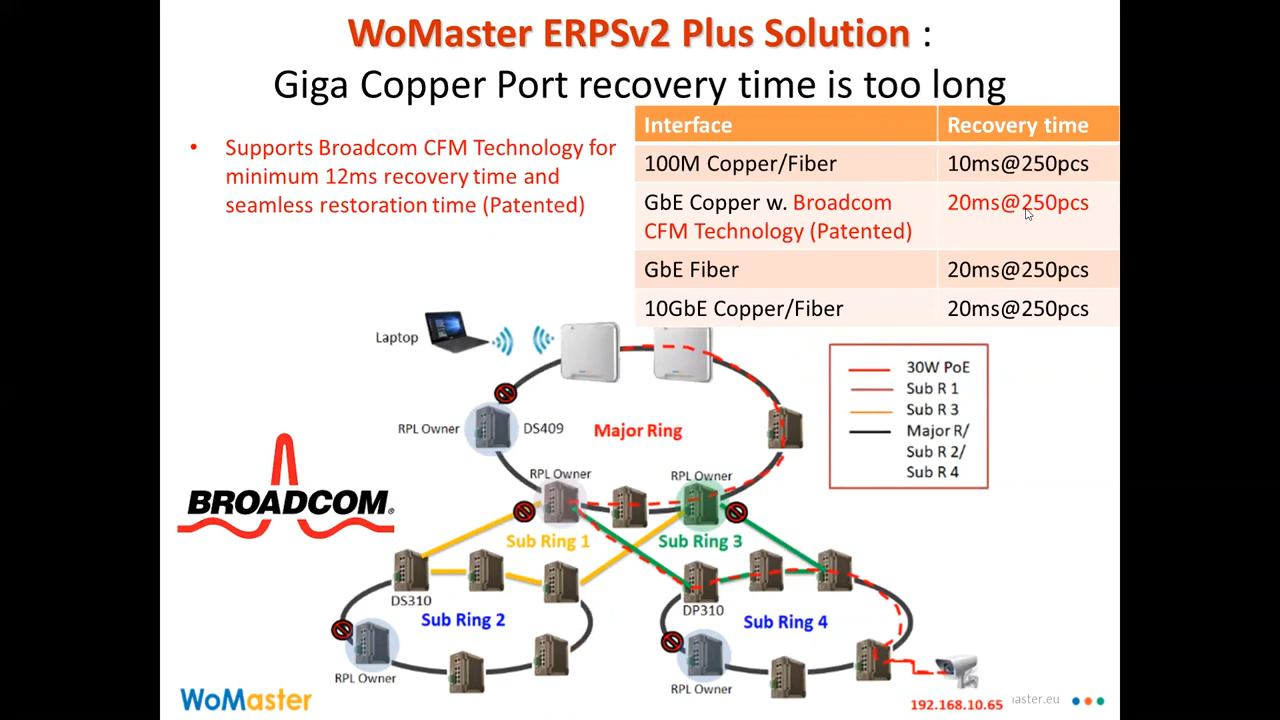 WoMaster ERPSv2 Plus Solution :
Giga Copper Port recovery time is too long
• Supports Broadcom CFM Technology for
minimum 12ms recovery time and
seamless restoration time (Patented)
Interface Recovery time
100M Copper/Fiber 10ms@250pcs
GbE Copper w. Broadcom 20ms@250pcs
CFM Technology (Patented)
GbE Fiber 20ms@250pcs
10GbE Copper/Fiber 20ms@250pcs
Laptop
30W PoE
Sub R 1
Sub R 3
Major R/
Sub R 2/
Sub R 4
RPL Owner
DS409
Major Ring
RPL Owner
RPL Owner
BROADCOM®
Sub Ring 1
Sub Ring 3
DS310
DP310
Sub Ring 2
Sub Ring 4
RPL Owner
RPL Owner
WoMaster
192.168.10.65
aster.eu